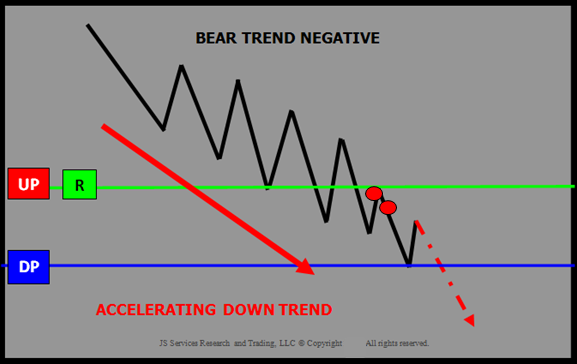 BEAR TREND NEGATIVE
UP R
DP
ACCELERATING DOWN TREND
JS Services Research and Trading, LLC © Copyright All rights reserved.